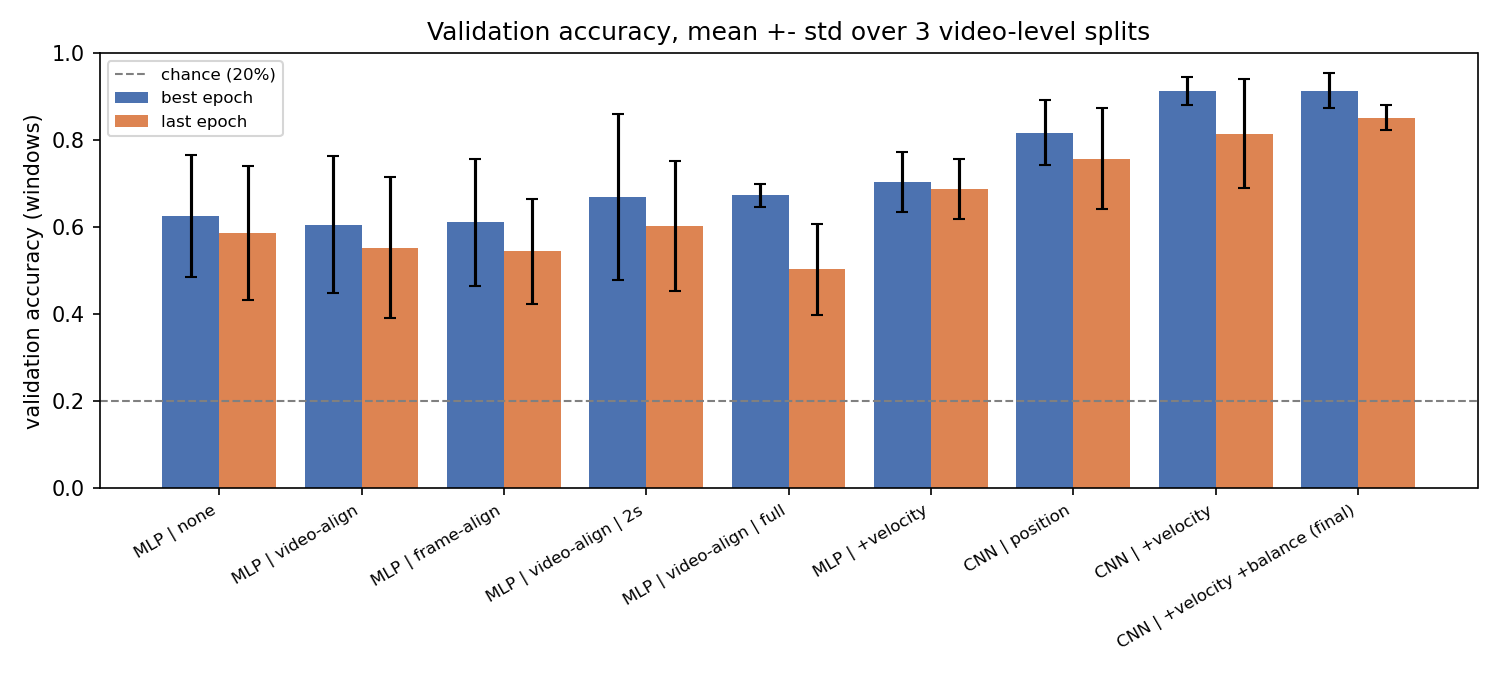 Validation accuracy, mean +- std over 3 video-level splits
validation accuracy (windows)
1.0
0.8
0.6
0.4
0.2
0.0
chance (20%)
best epoch
last epoch
MLP | none
MLP | video-align
MLP | frame-align
MLP | video-align | 2s
MLP | video-align | full
MLP | +velocity
CNN | position
CNN | +velocity
CNN | +velocity +balance (final)